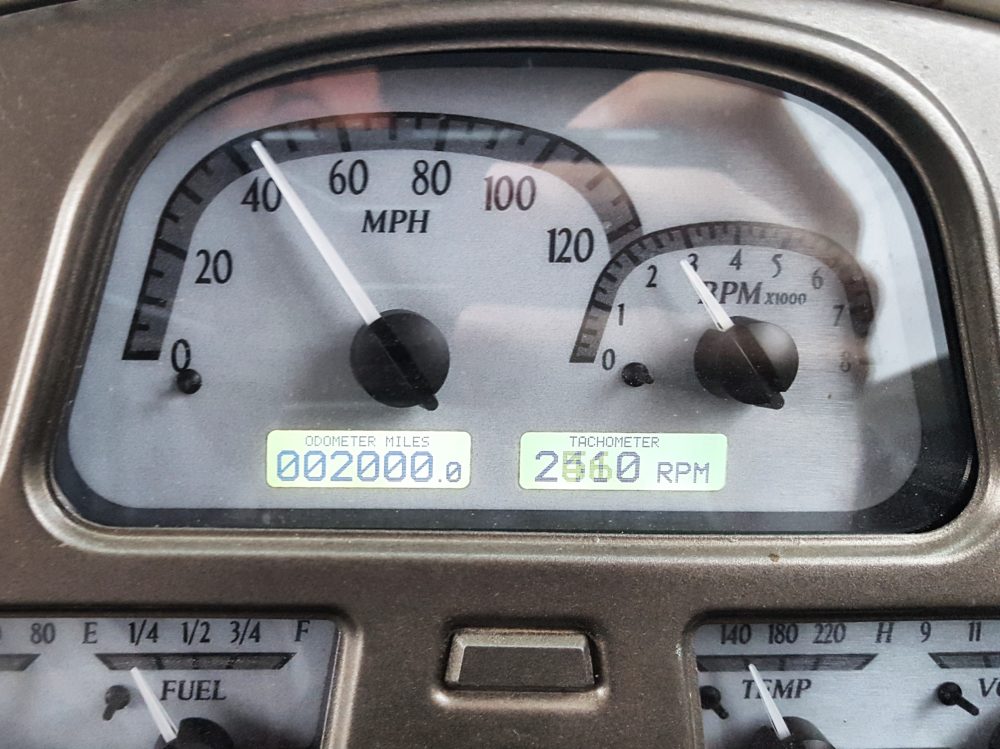 0 20 40 60 80 100 120
MPH
0 1 2 3 4 5 6 7 8
RPM X1000
ODOMETER MILES
002000.0
TACHOMETER
RPM
80
E 1/4 1/2 3/4 F
FUEL
140 180 220 H
TEMP
9 11